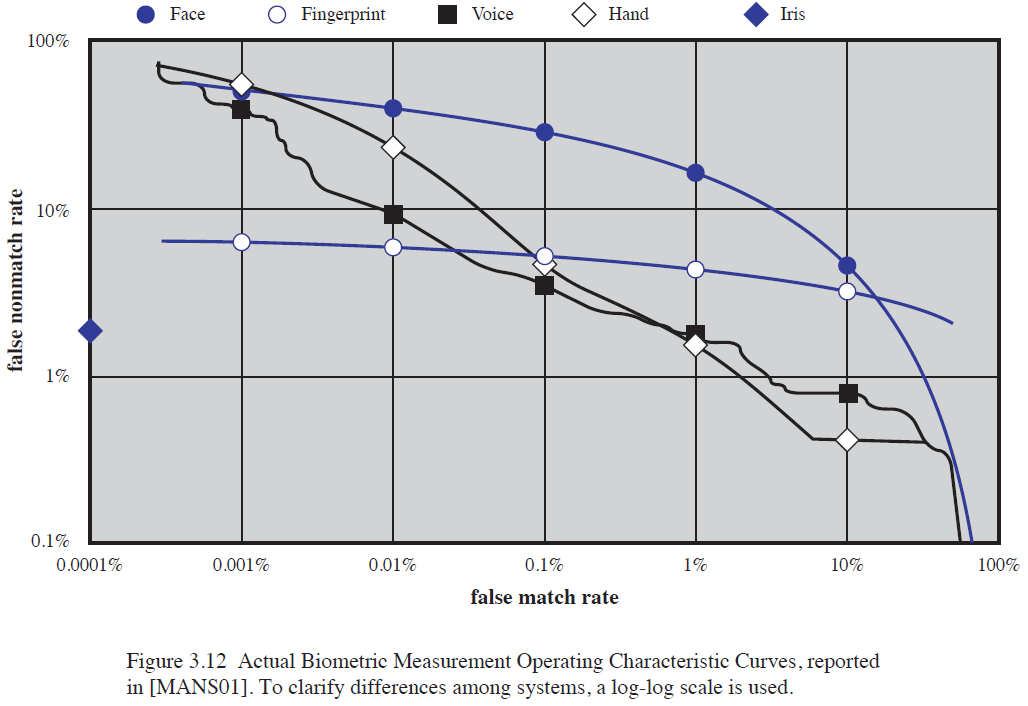 Face Fingerprint Voice Hand Iris
100%
10%
1%
0.1%
false nonmatch rate
0.0001% 0.001% 0.01% 0.1% 1% 10% 100%
false match rate
Figure 3.12 Actual Biometric Measurement Operating Characteristic Curves, reported
in [MANS01]. To clarify differences among systems, a log-log scale is used.